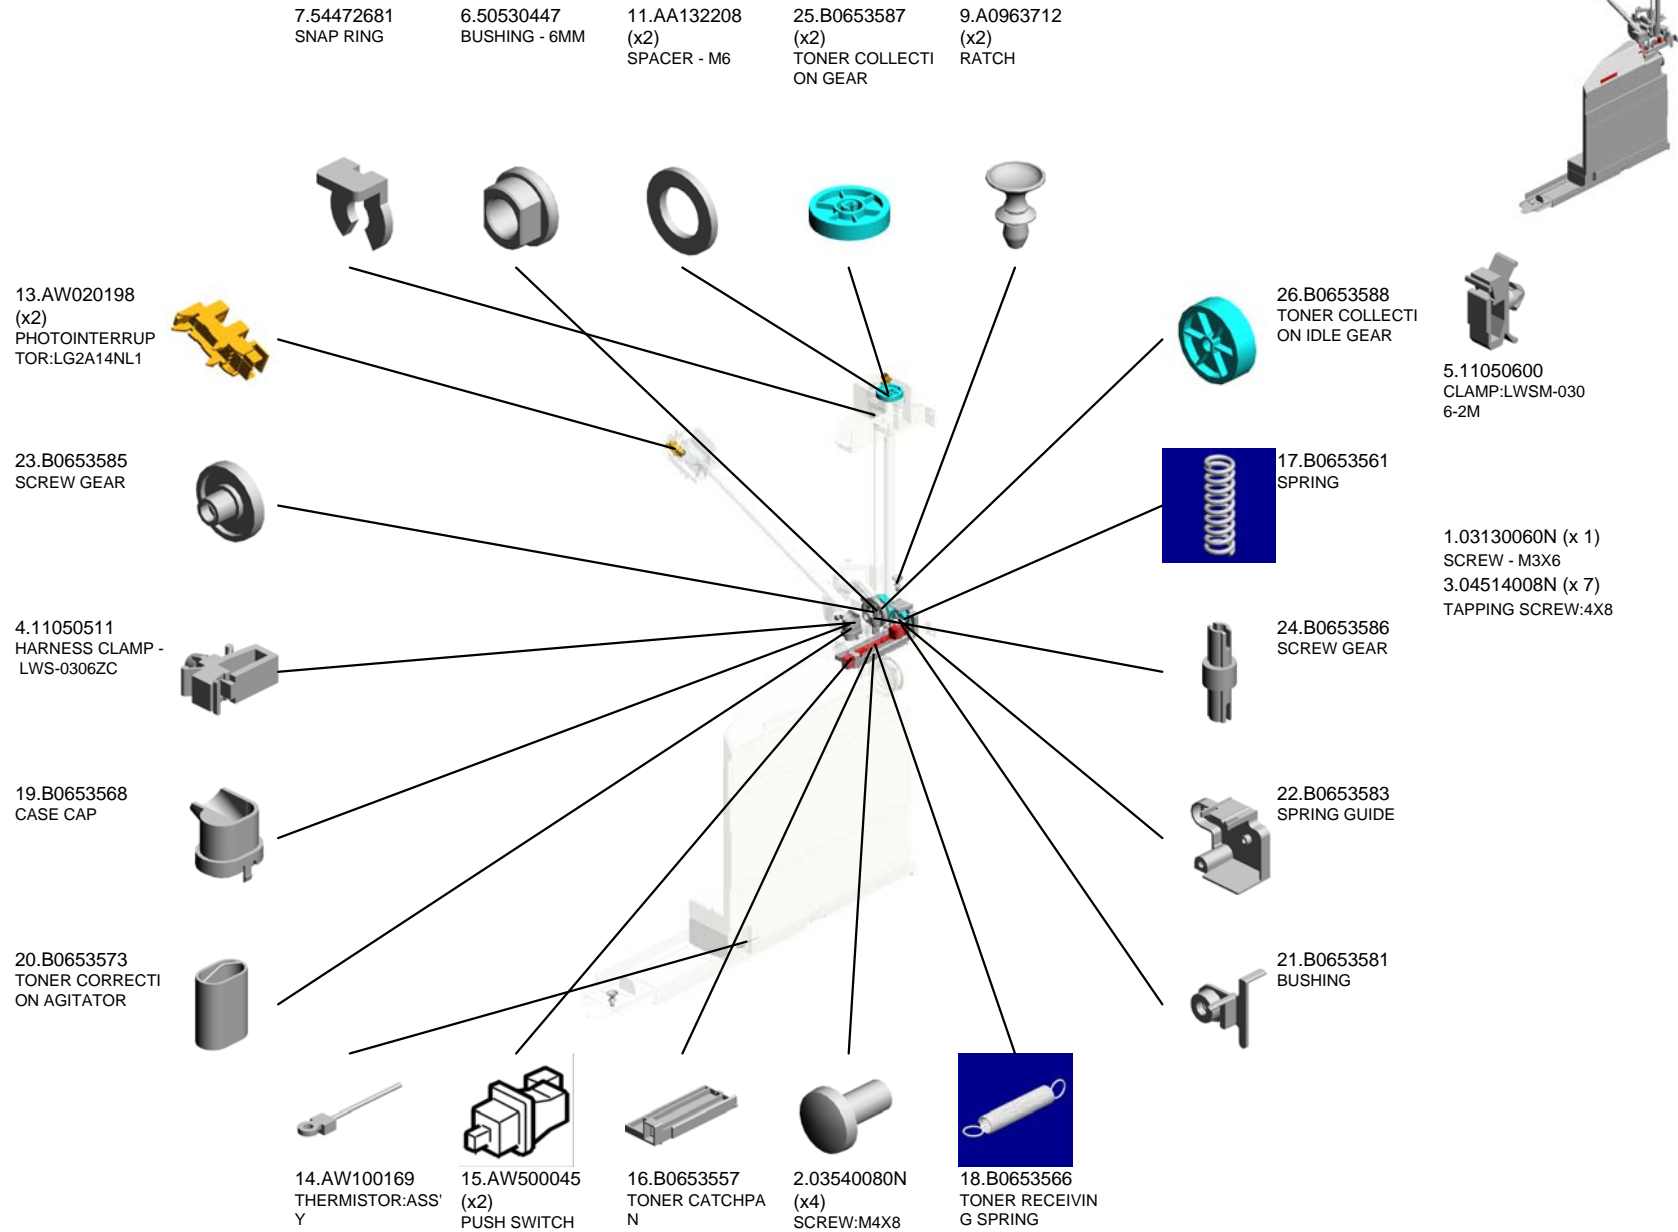 7.54472681
SNAP RING
6.50530447
BUSHING - 6MM
11.AA132208
(x2)
SPACER - M6
25.B0653587
(x2)
TONER COLLECTI
ON GEAR
9.A0963712
(x2)
RATCH
13.AW020198
(x2)
PHOTOINTERRUP
TOR:LG2A14NL1
26.B0653588
TONER COLLECTI
ON IDLE GEAR
5.11050600
CLAMP:LWSM-030
6-2M
23.B0653585
SCREW GEAR
17.B0653561
SPRING
1.03130060N (x 1)
SCREW - M3X6
3.04514008N (x 7)
TAPPING SCREW:4X8
4.11050511
HARNESS CLAMP -
LWS-0306ZC
24.B0653586
SCREW GEAR
19.B0653568
CASE CAP
22.B0653583
SPRING GUIDE
20.B0653573
TONER CORRECTI
ON AGITATOR
21.B0653581
BUSHING
14.AW100169
THERMISTOR:ASS'
Y
15.AW500045
(x2)
PUSH SWITCH
16.B0653557
TONER CATCHPA
N
2.03540080N
(x4)
SCREW:M4X8
18.B0653566
TONER RECEIVIN
G SPRING